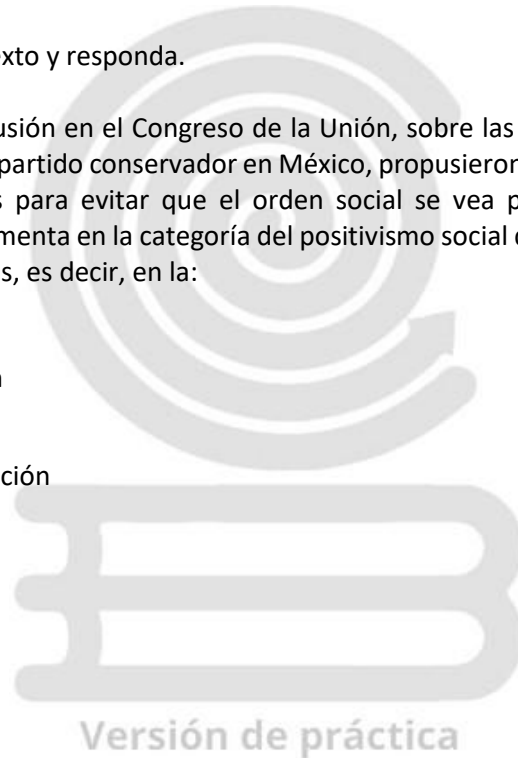 exto y responda.
usión en el Congreso de la Unión, sobre las
partido conservador en México, propusieron
s para evitar que el orden social se vea p
menta en la categoría del positivismo social d
s, es decir, en la:
ción
Versión de práctica